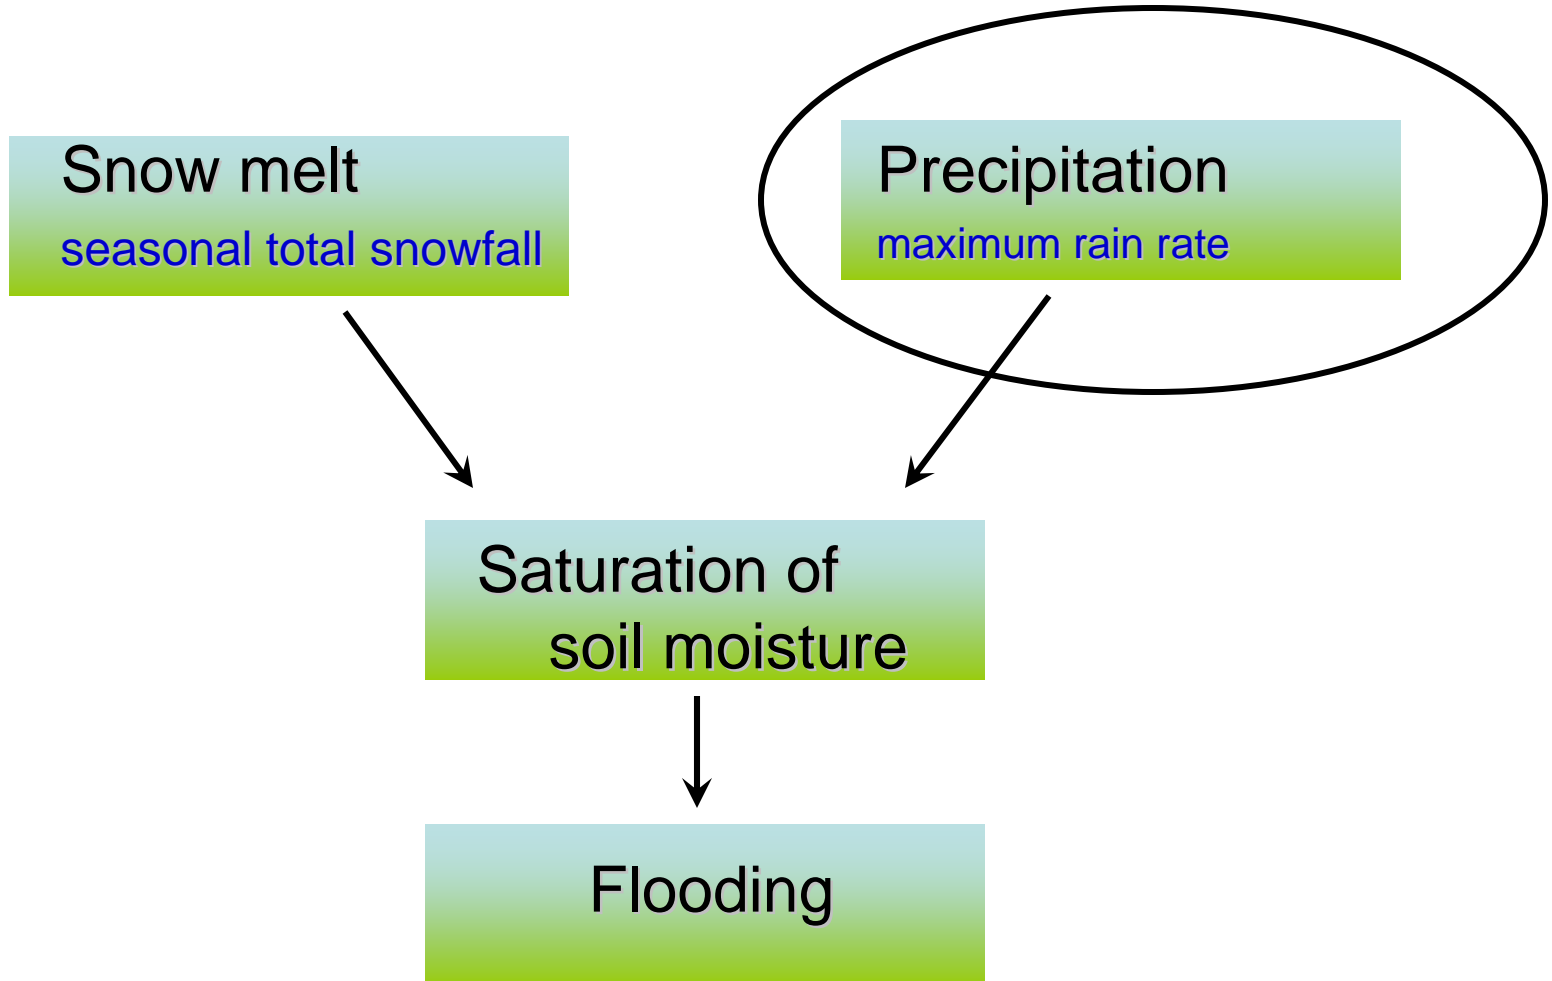 Snow melt
seasonal total snowfall
Precipitation
maximum rain rate
Saturation of
soil moisture
Flooding